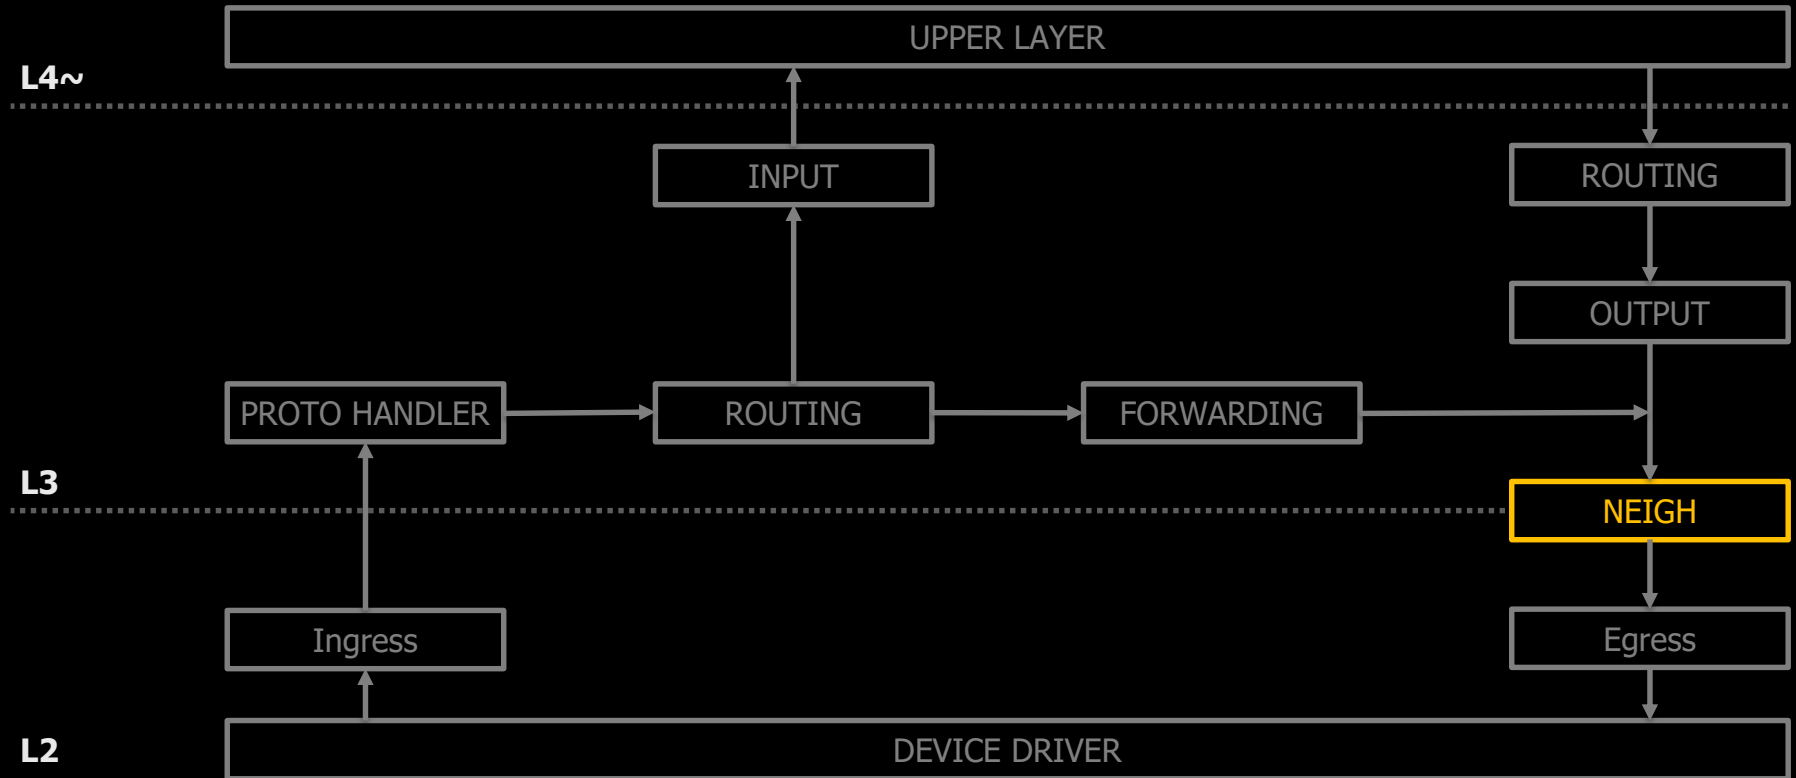 UPPER LAYER
L4~
INPUT
ROUTING
OUTPUT
PROTO HANDLER
ROUTING
FORWARDING
L3
NEIGH
Ingress
Egress
L2
DEVICE DRIVER